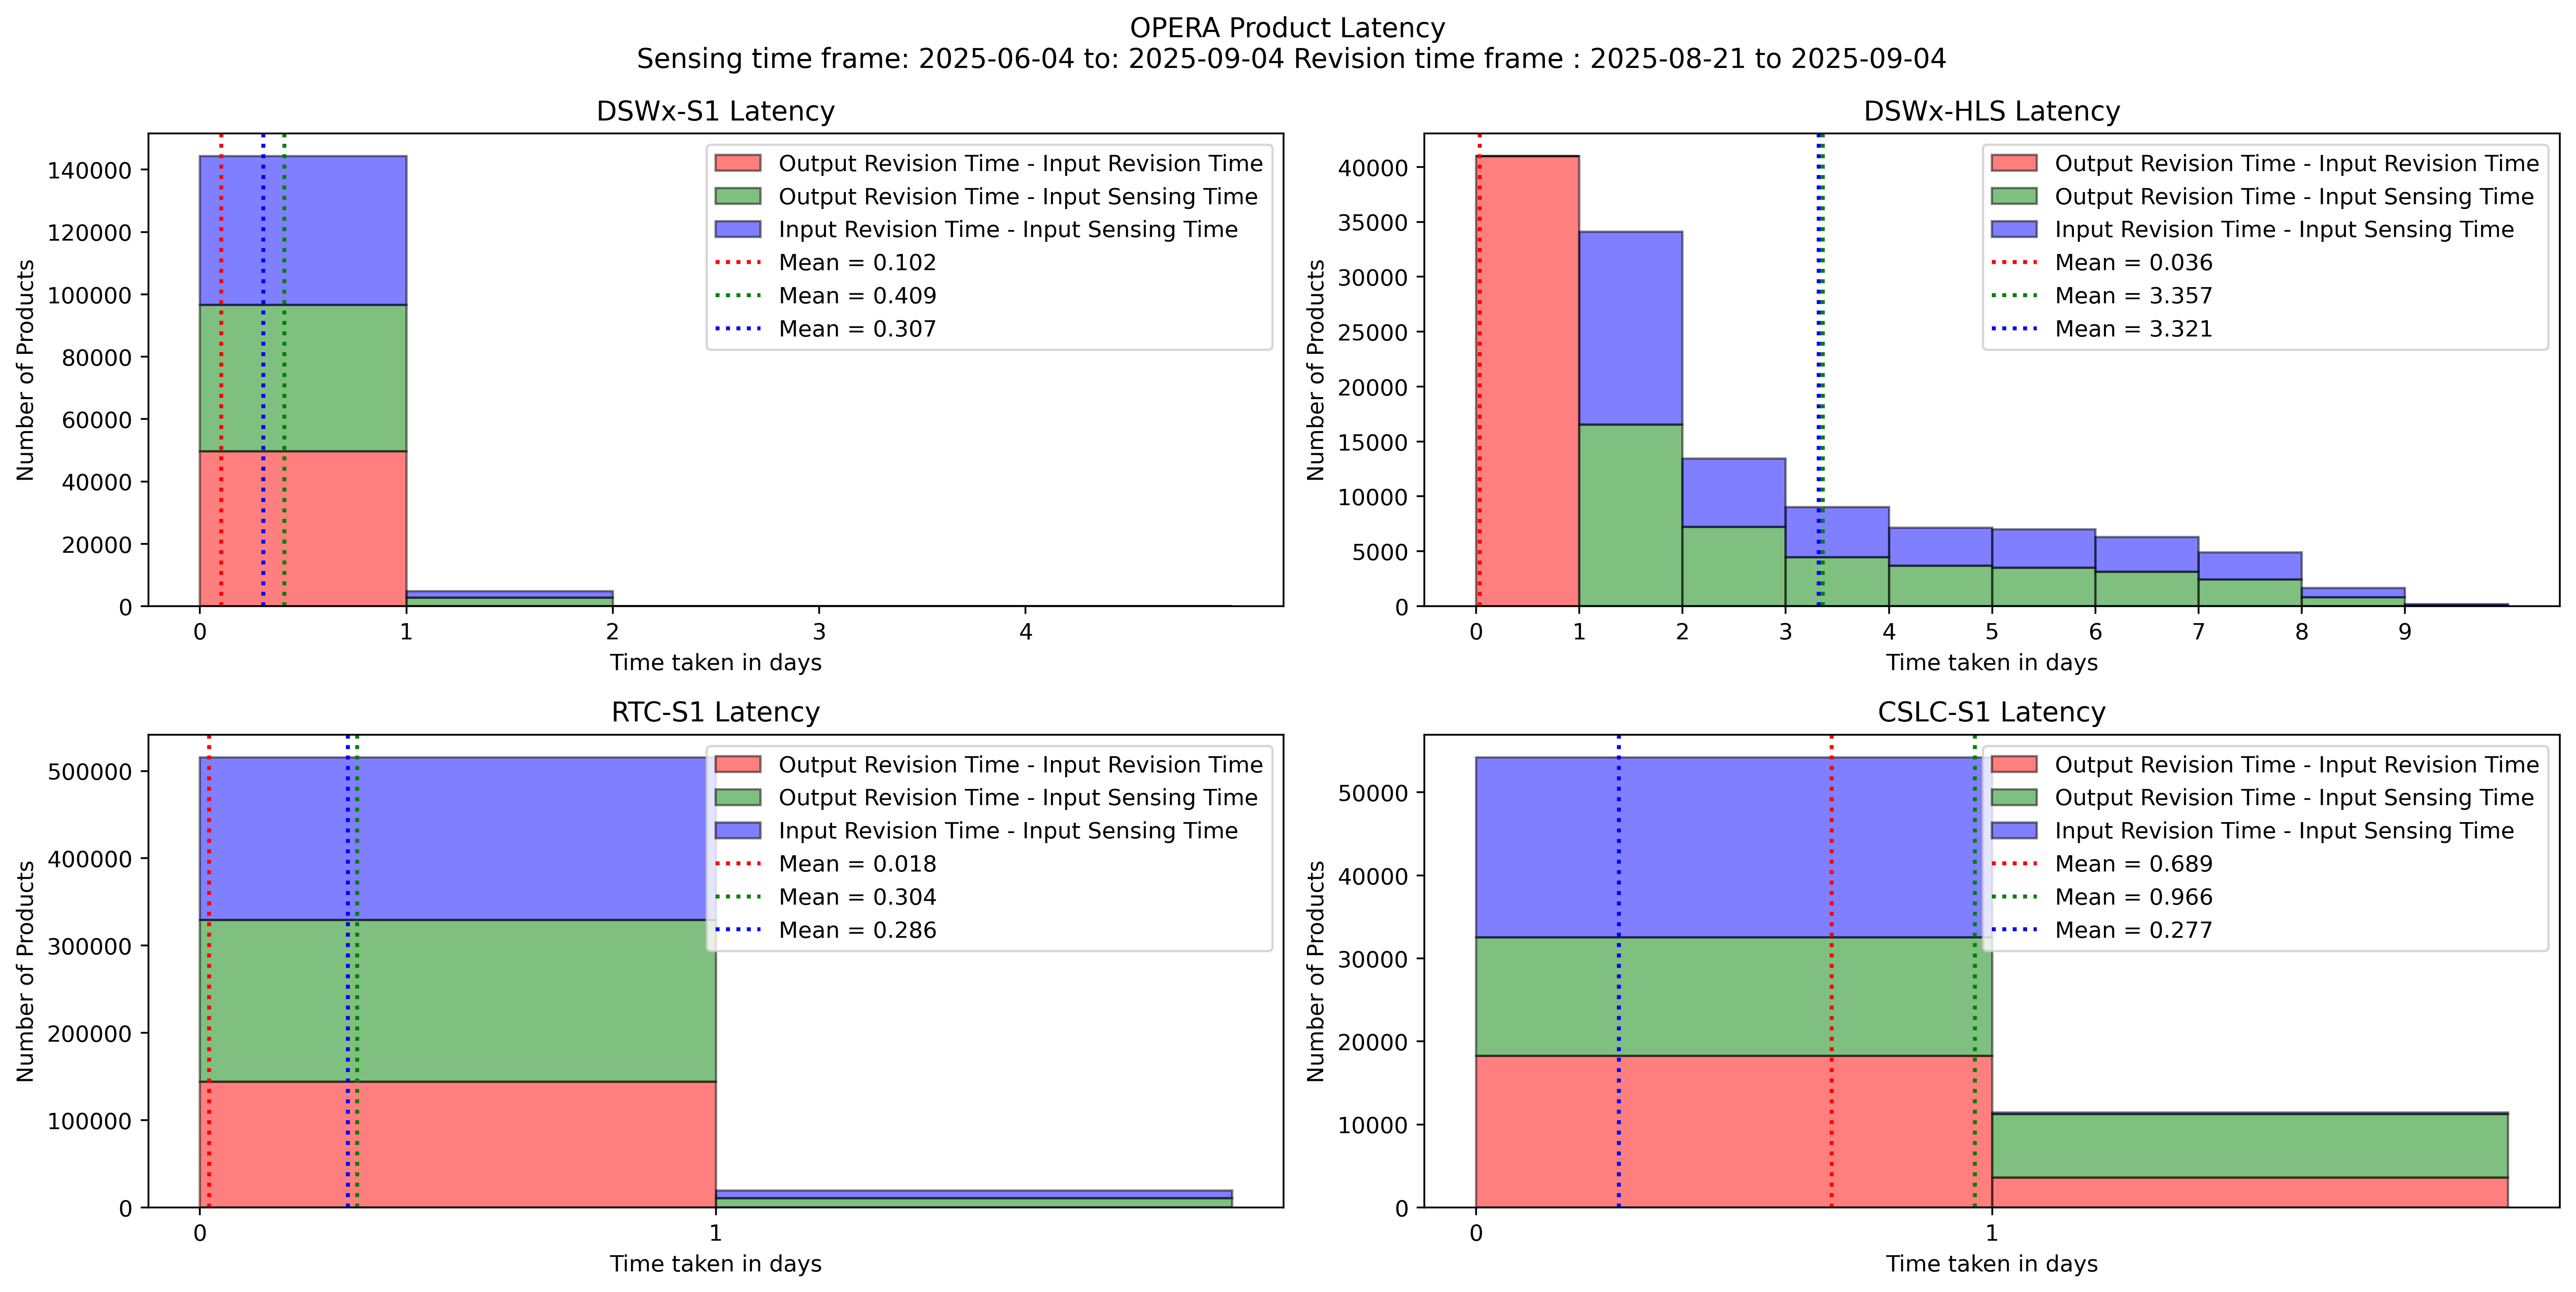 OPERA Product Latency
Sensing time frame: 2025-06-04 to: 2025-09-04 Revision time frame : 2025-08-21 to 2025-09-04
DSWx-S1 Latency
Number of Products
140000
120000
100000
80000
60000
40000
20000
0
Output Revision Time - Input Revision Time
Output Revision Time - Input Sensing Time
Input Revision Time - Input Sensing Time
Mean = 0.102
Mean = 0.409
Mean = 0.307
0 1 2 3 4
Time taken in days
DSWx-HLS Latency
Number of Products
40000
35000
30000
25000
20000
15000
10000
5000
0
Output Revision Time - Input Revision Time
Output Revision Time - Input Sensing Time
Input Revision Time - Input Sensing Time
Mean = 0.036
Mean = 3.357
Mean = 3.321
0 1 2 3 4 5 6 7 8 9
Time taken in days
RTC-S1 Latency
Number of Products
500000
400000
300000
200000
100000
0
Output Revision Time - Input Revision Time
Output Revision Time - Input Sensing Time
Input Revision Time - Input Sensing Time
Mean = 0.018
Mean = 0.304
Mean = 0.286
0 1
Time taken in days
CSLC-S1 Latency
Number of Products
50000
40000
30000
20000
10000
0
Output Revision Time - Input Revision Time
Output Revision Time - Input Sensing Time
Input Revision Time - Input Sensing Time
Mean = 0.689
Mean = 0.966
Mean = 0.277
0 1
Time taken in days